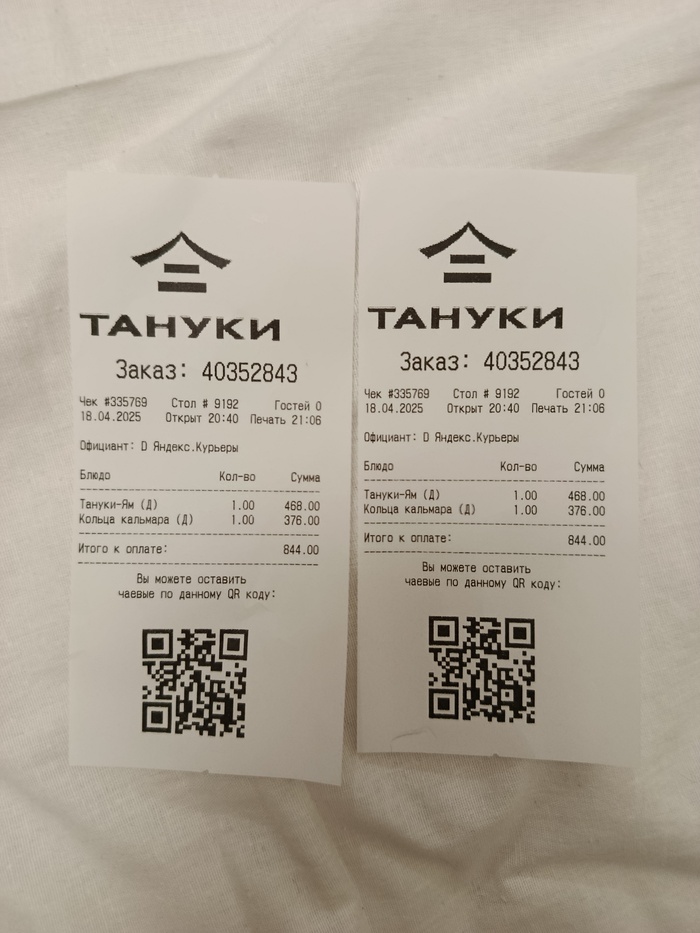 ТАНУКИ
Заказ: 40352843
Чек #335769 Стол # 9192 Гостей 0
18.04.2025 Открыт 20:40 Печать 21:06
Официант: D Яндекс.Курьеры
Блюдо Кол-во Сумма
Тануки-Ям (Д) 1.00 468.00
Кольца кальмара (Д) 1.00 376.00
Итого к оплате: 844.00
Вы можете оставить
чаевые по данному QR коду:
ТАНУКИ
Заказ: 40352843
Чек #335769 Стол # 9192 Гостей 0
18.04.2025 Открыт 20:40 Печать 21:06
Официант: D Яндекс.Курьеры
Блюдо Кол-во Сумма
Тануки-Ям (Д) 1.00 468.00
Кольца кальмара (Д) 1.00 376.00
Итого к оплате: 844.00
Вы можете оставить
чаевые по данному QR коду: